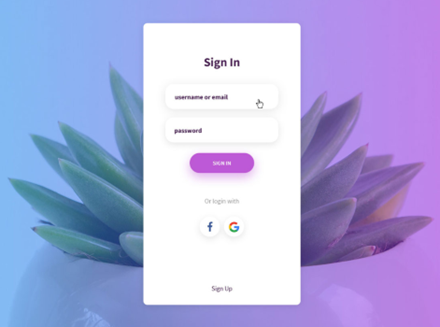 Sign In
username or email
password
SIGN IN
Or login with
f G
Sign Up